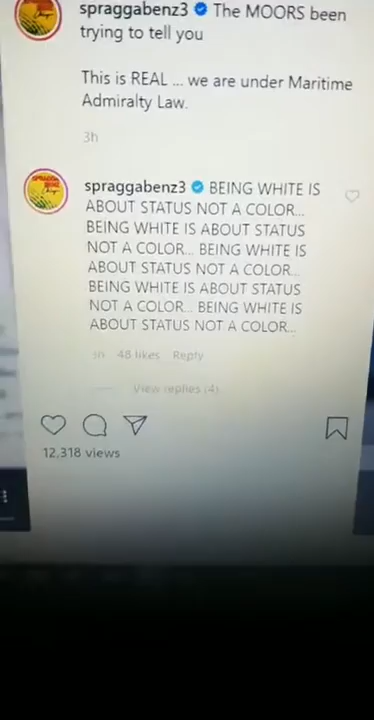 spraggabenz3 The MOORS been
trying to tell you
This is REAL ... we are under Maritime
Admiralty Law.
3h
spraggabenz3 BEING WHITE IS
ABOUT STATUS NOT A COLOR...
BEING WHITE IS ABOUT STATUS
NOT A COLOR... BEING WHITE IS
ABOUT STATUS NOT A COLOR...
BEING WHITE IS ABOUT STATUS
NOT A COLOR... BEING WHITE IS
ABOUT STATUS NOT A COLOR...
48 likes Reply
View replies (4)
12,318 views